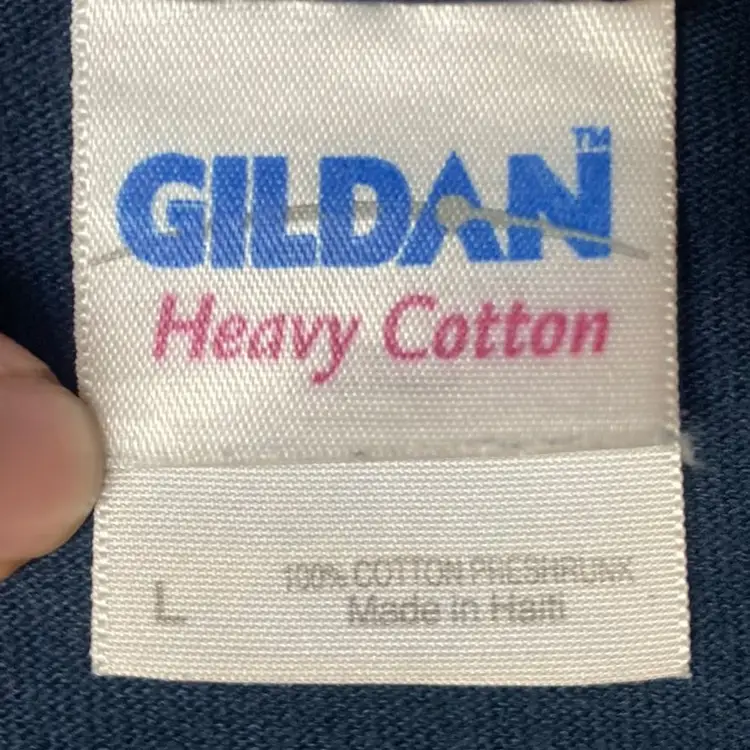 GILDAN™
Heavy Cotton
L
100% COTTON PRESHRUNK
Made in Haiti